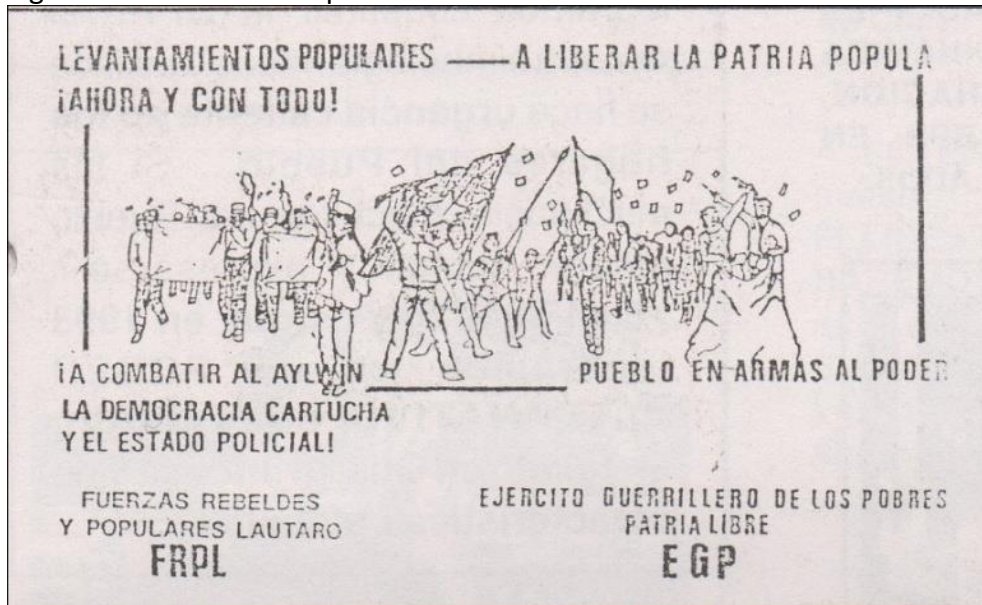 LEVANTAMIENTOS POPULARES —— A LIBERAR LA PATRIA POPULA
¡AHORA Y CON TODO!
¡A COMBATIR AL AYLWIN PUEBLO EN ARMAS AL PODER
LA DEMOCRACIA CARTUCHA
Y EL ESTADO POLICIAL!
FUERZAS REBELDES
Y POPULARES LAUTARO
FRPL
EJERCITO GUERRILLERO DE LOS POBRES
PATRIA LIBRE
EGP